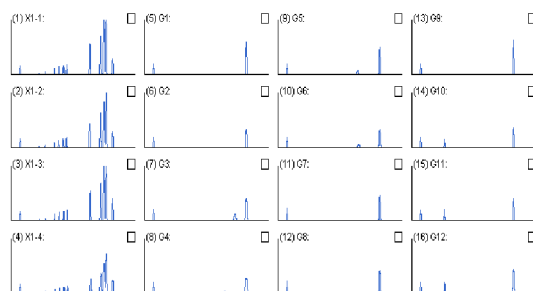 (1) X1-1:
(5) G1:
(9) G5:
(13) G9:
(2) X1-2:
(6) G2
(10) G6:
(14) G10:
(3) X1-3:
(7) G3:
(11) G7:
(15) G11:
(4) X1-4:
(8) G4:
(12) G8:
(16) G12: